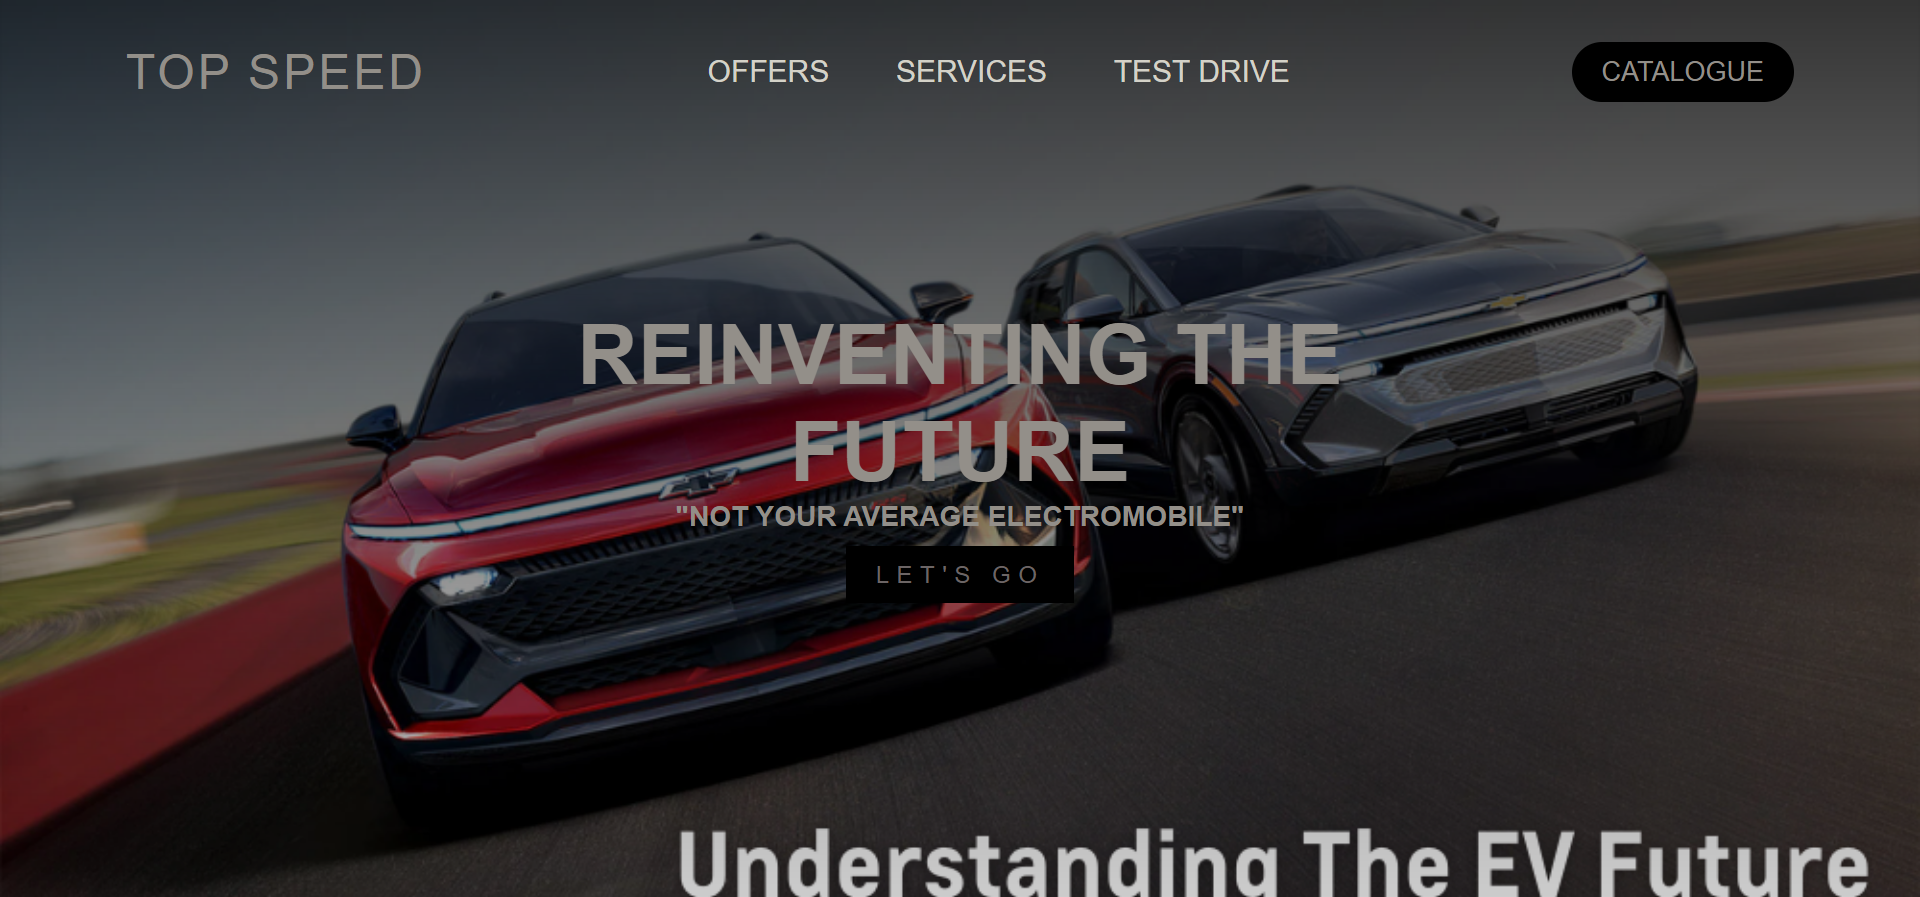 TOP SPEED
OFFERS SERVICES TEST DRIVE
CATALOGUE
REINVENTING THE
FUTURE
"NOT YOUR AVERAGE ELECTROMOBILE"
LET'S GO
Understanding The EV Future